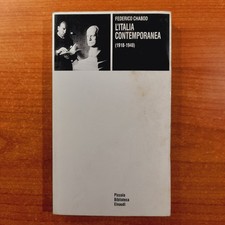 FEDERICO CHABOD
L'ITALIA
CONTEMPORANEA
(1918-1948)
Piccola
Biblioteca
Einaudi